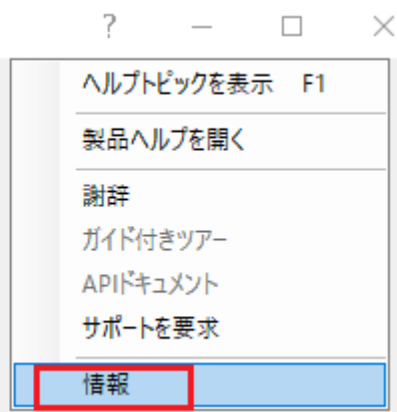 ?
ヘルプトピックを表示 F1
製品ヘルプを開く
謝辞
ガイド付きツアー
APIドキュメント
サポートを要求
情報